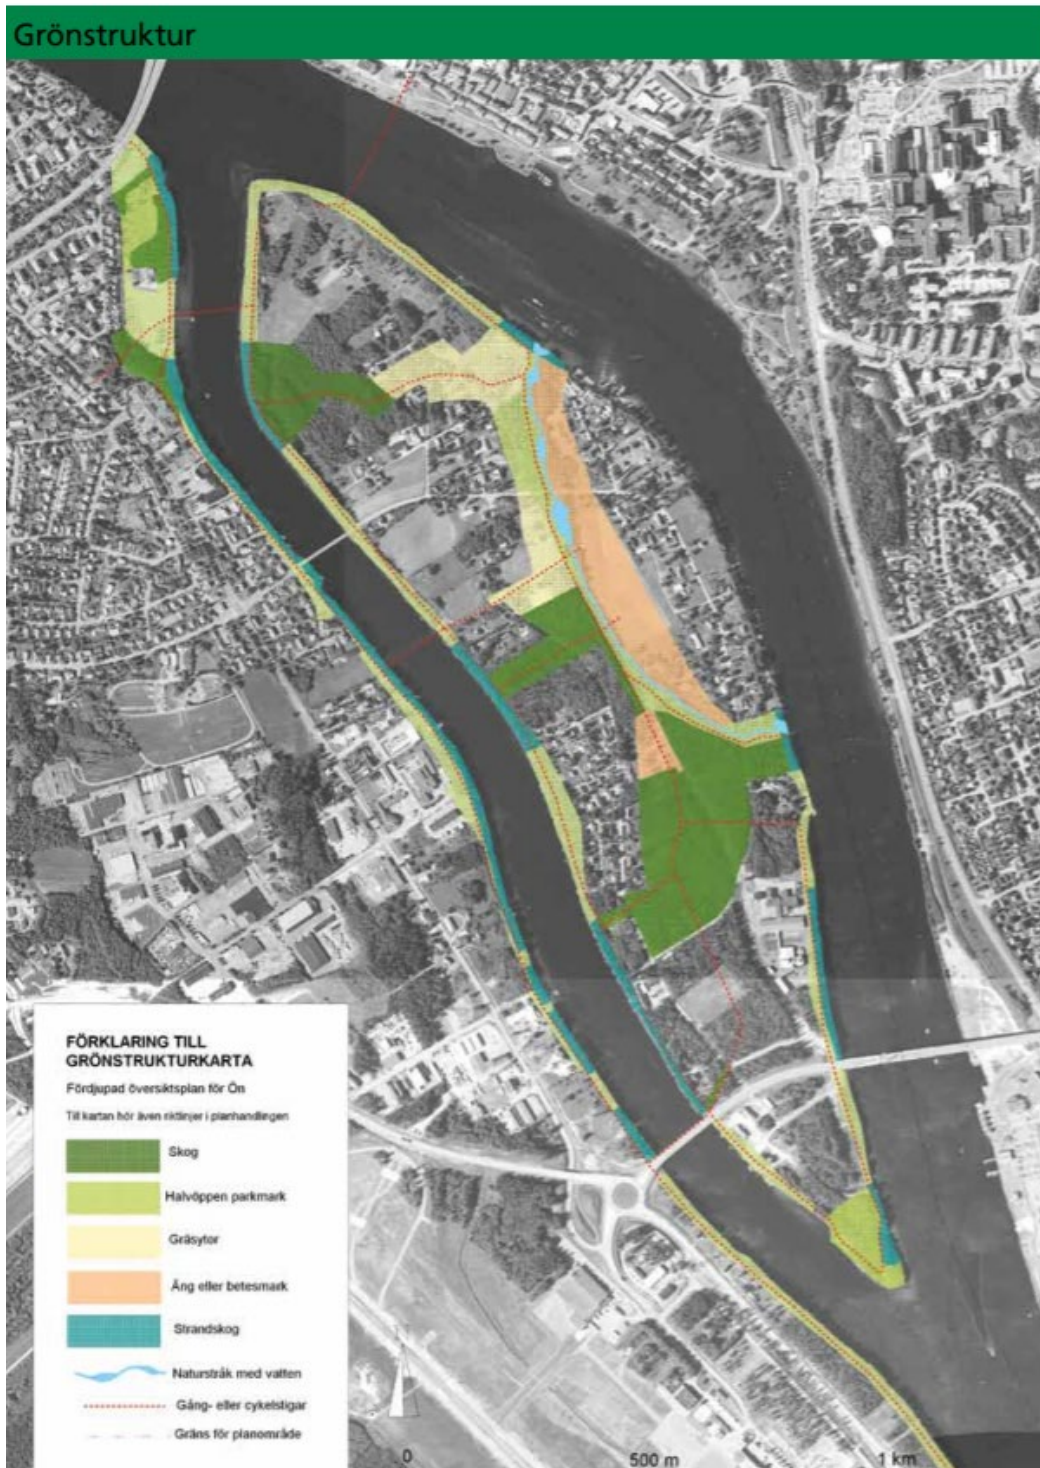 Grönstruktur
FÖRKLARING TILL
GRÖNSTRUKTURKARTA
Fördjupad översiktsplan för Ön
Till kartan hör även riktlinjer i planhandlingen
Skog
Halvöppen parkmark
Gräsytor
Äng eller betesmark
Strandskog
Naturstråk med vatten
Gång- eller cykelstigar
Gräns för planområde
0 500 m 1 km